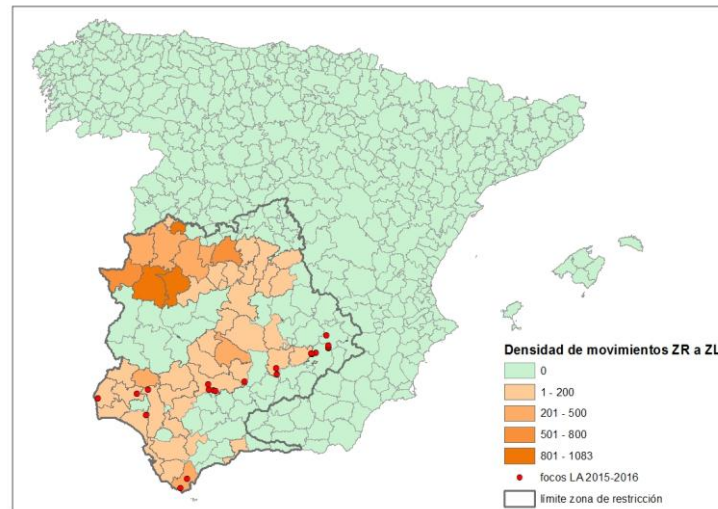 Densidad de movimientos ZR a ZL
0
1 - 200
201 - 500
501 - 800
801 - 1083
focos LA 2015-2016
límite zona de restricción